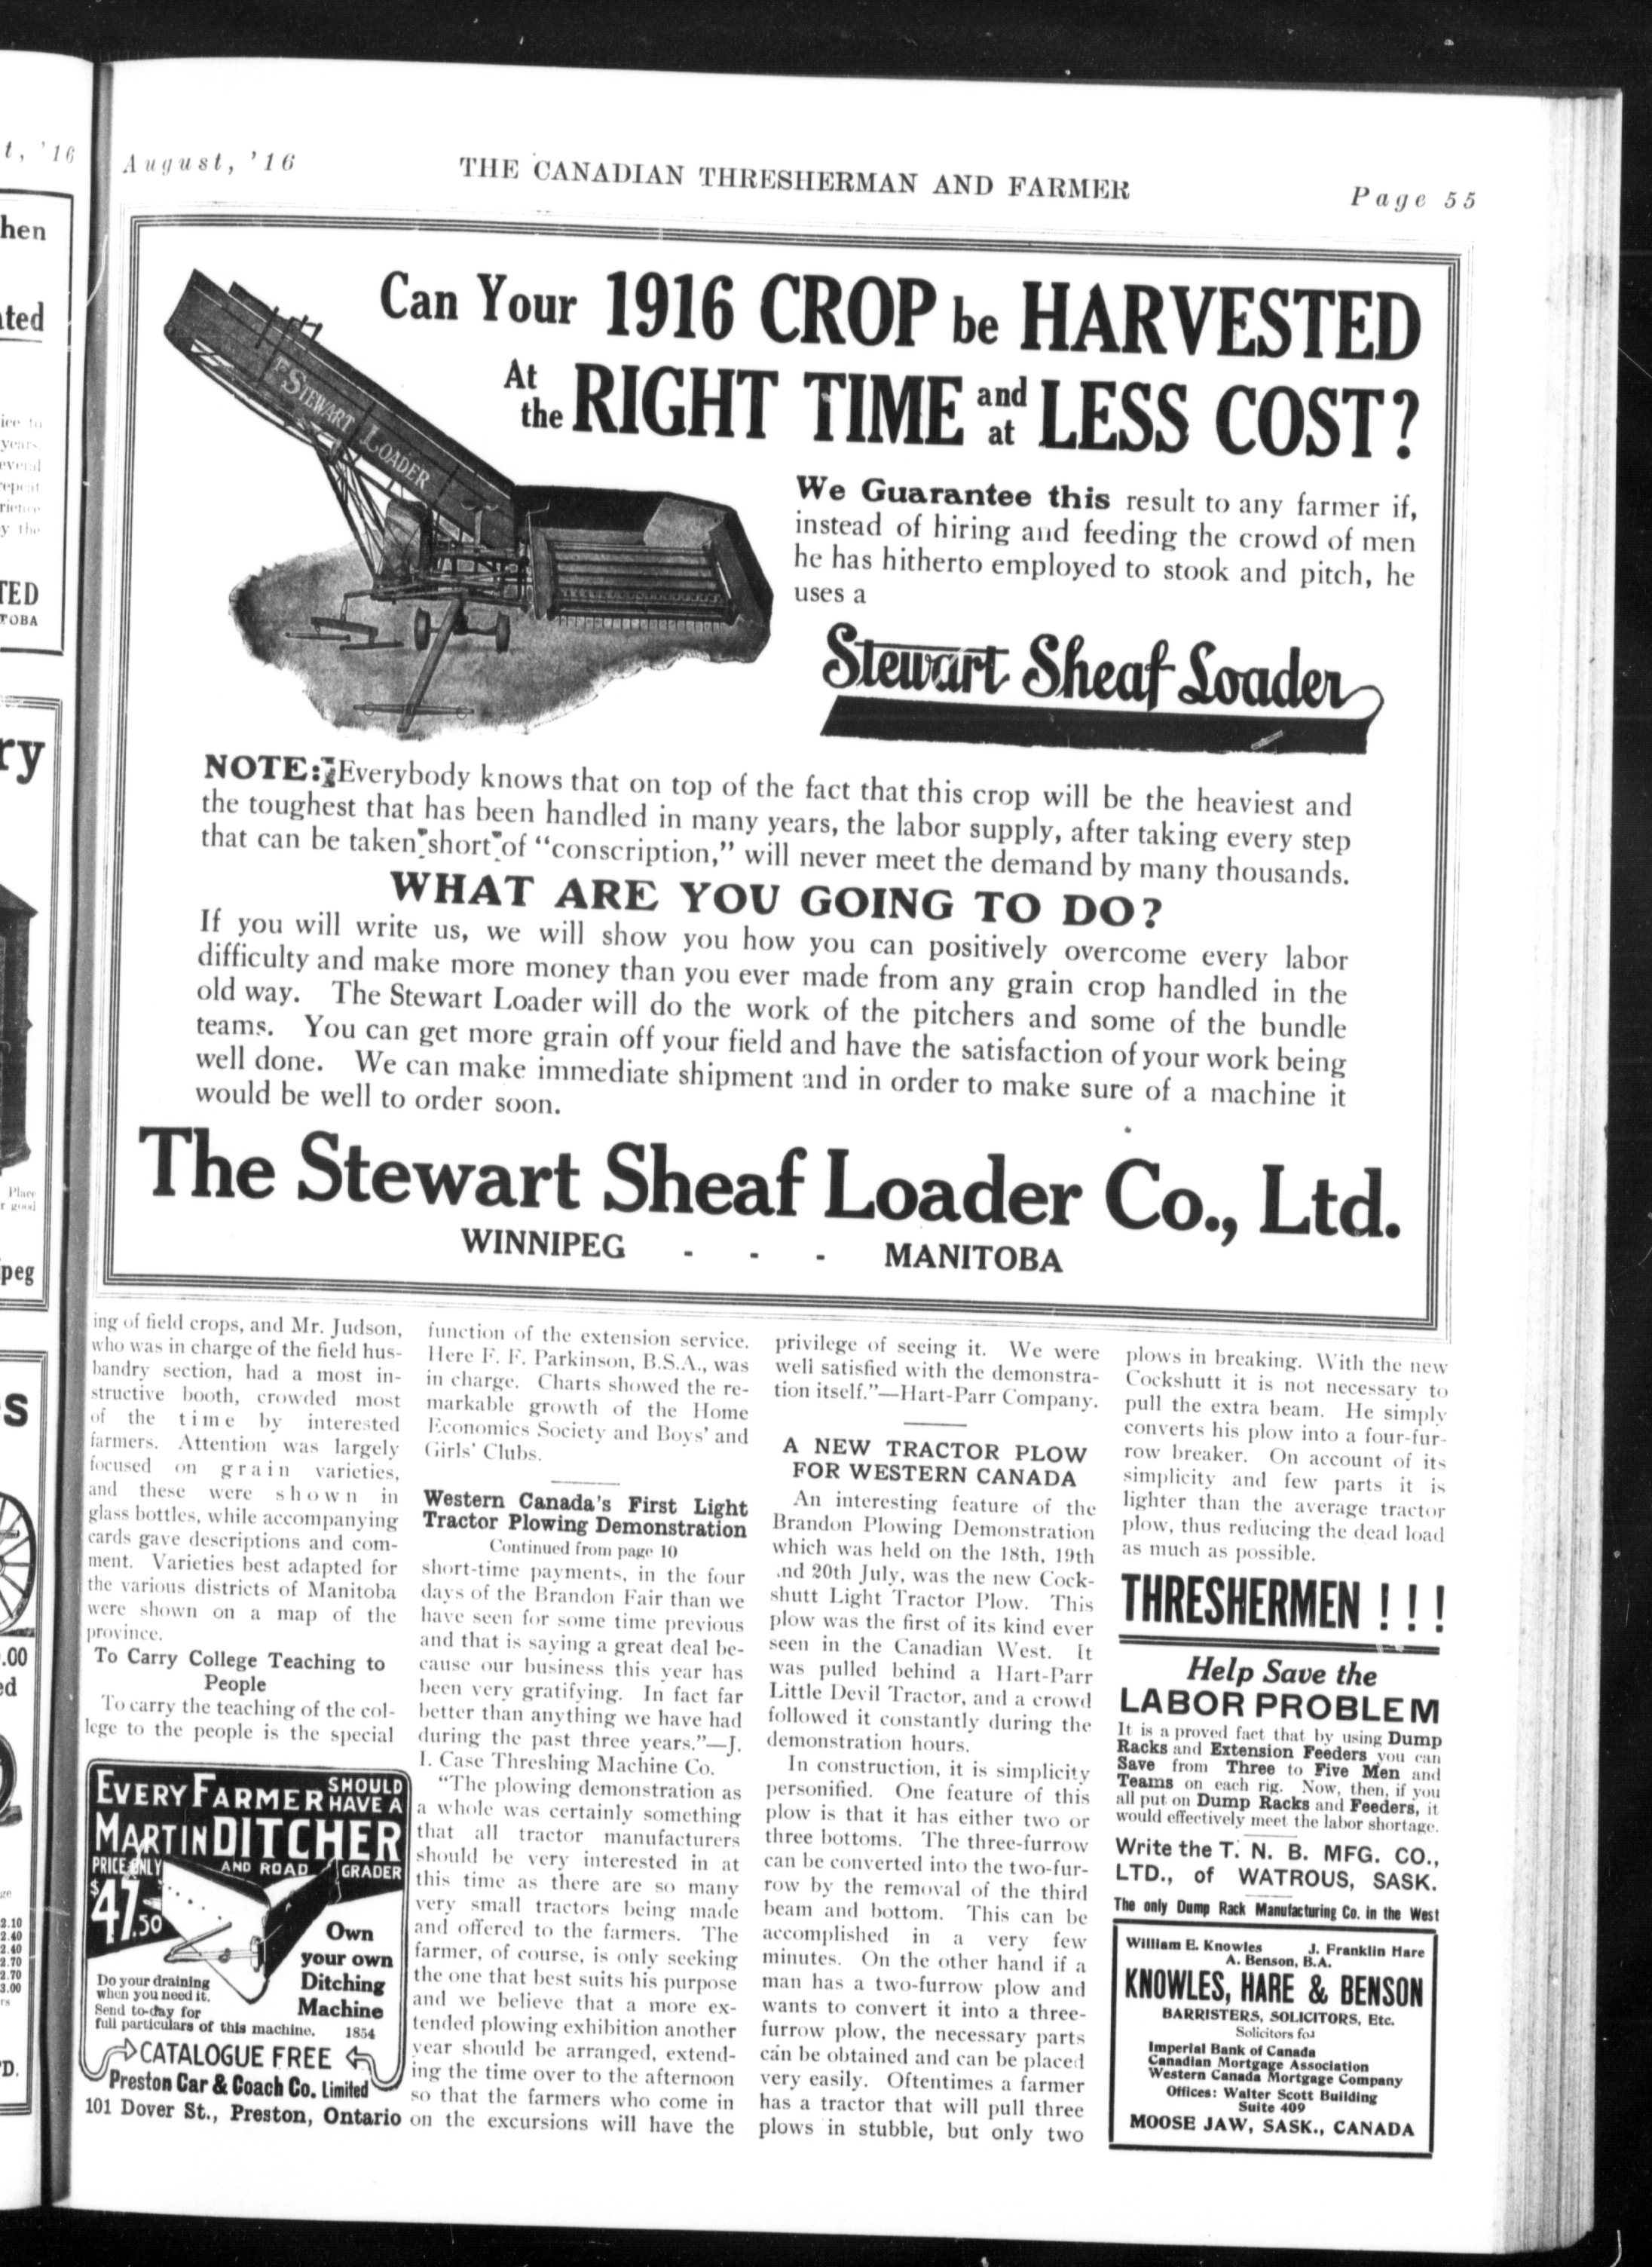 t, '16
hen
ated
ice to
years
everal
repeat
rience
y the
TED
TOBA
ry
Place
r good
peg
s
.00
ed
2.10
2.40
2.40
2.70
2.70
3.00
'D.
August, '16
THE CANADIAN THRESHERMAN AND FARMER
Page 55
Can Your 1916 CROP be HARVESTED
At the RIGHT TIME and at LESS COST?
THE STEWART LOADER
We Guarantee this result to any farmer if,
instead of hiring and feeding the crowd of men
he has hitherto employed to stook and pitch, he
uses a
Stewart Sheaf Loader
NOTE: Everybody knows that on top of the fact that this crop will be the heaviest and
the toughest that has been handled in many years, the labor supply, after taking every step
that can be taken short of "conscription," will never meet the demand by many thousands.
WHAT ARE YOU GOING TO DO?
If you will write us, we will show you how you can positively overcome every labor
difficulty and make more money than you ever made from any grain crop handled in the
old way. The Stewart Loader will do the work of the pitchers and some of the bundle
teams. You can get more grain off your field and have the satisfaction of your work being
well done. We can make immediate shipment and in order to make sure of a machine it
would be well to order soon.
The Stewart Sheaf Loader Co., Ltd.
WINNIPEG - - - MANITOBA
ing of field crops, and Mr. Judson,
who was in charge of the field hus-
bandry section, had a most in-
structive booth, crowded most
of the time by interested
farmers. Attention was largely
focused on grain varieties,
and these were shown in
glass bottles, while accompanying
cards gave descriptions and com-
ment. Varieties best adapted for
the various districts of Manitoba
were shown on a map of the
province.
To Carry College Teaching to
People
To carry the teaching of the col-
lege to the people is the special
EVERY FARMER SHOULD HAVE A
MARTIN DITCHER
AND ROAD GRADER
PRICE ONLY
$47.50
Own
your own
Ditching
Machine
Do your draining
when you need it.
Send to-day for
full particulars of this machine. 1854
CATALOGUE FREE
Preston Car & Coach Co. Limited
101 Dover St., Preston, Ontario
function of the extension service.
Here F. F. Parkinson, B.S.A., was
in charge. Charts showed the re-
markable growth of the Home
Economics Society and Boys' and
Girls' Clubs.
Western Canada's First Light
Tractor Plowing Demonstration
Continued from page 10
short-time payments, in the four
days of the Brandon Fair than we
have seen for some time previous
and that is saying a great deal be-
cause our business this year has
been very gratifying. In fact far
better than anything we have had
during the past three years."—J.
I. Case Threshing Machine Co.
"The plowing demonstration as
a whole was certainly something
that all tractor manufacturers
should be very interested in at
this time as there are so many
very small tractors being made
and offered to the farmers. The
farmer, of course, is only seeking
the one that best suits his purpose
and we believe that a more ex-
tended plowing exhibition another
year should be arranged, extend-
ing the time over to the afternoon
so that the farmers who come in
on the excursions will have the
privilege of seeing it. We were
well satisfied with the demonstra-
tion itself."—Hart-Parr Company.
A NEW TRACTOR PLOW
FOR WESTERN CANADA
An interesting feature of the
Brandon Plowing Demonstration
which was held on the 18th, 19th
.nd 20th July, was the new Cock-
shutt Light Tractor Plow. This
plow was the first of its kind ever
seen in the Canadian West. It
was pulled behind a Hart-Parr
Little Devil Tractor, and a crowd
followed it constantly during the
demonstration hours.
In construction, it is simplicity
personified. One feature of this
plow is that it has either two or
three bottoms. The three-furrow
can be converted into the two-fur-
row by the removal of the third
beam and bottom. This can be
accomplished in a very few
minutes. On the other hand if a
man has a two-furrow plow and
wants to convert it into a three-
furrow plow, the necessary parts
can be obtained and can be placed
very easily. Oftentimes a farmer
has a tractor that will pull three
plows in stubble, but only two
plows in breaking. With the new
Cockshutt it is not necessary to
pull the extra beam. He simply
converts his plow into a four-fur-
row breaker. On account of its
simplicity and few parts it is
lighter than the average tractor
plow, thus reducing the dead load
as much as possible.
THRESHERMEN ! ! !
Help Save the
LABOR PROBLEM
It is a proved fact that by using Dump
Racks and Extension Feeders you can
Save from Three to Five Men and
Teams on each rig. Now, then, if you
all put on Dump Racks and Feeders, it
would effectively meet the labor shortage.
Write the T. N. B. MFG. CO.,
LTD., of WATROUS, SASK.
The only Dump Rack Manufacturing Co. in the West
William E. Knowles J. Franklin Hare
A. Benson, B.A.
KNOWLES, HARE & BENSON
BARRISTERS, SOLICITORS, Etc.
Solicitors for
Imperial Bank of Canada
Canadian Mortgage Association
Western Canada Mortgage Company
Offices: Walter Scott Building
Suite 409
MOOSE JAW, SASK., CANADA